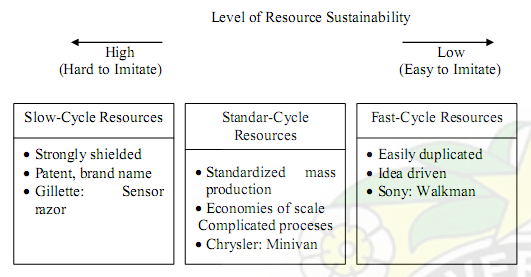 Level of Resource Sustainability
High
(Hard to Imitate)
Low
(Easy to Imitate)
Slow-Cycle Resources
• Strongly shielded
• Patent, brand name
• Gillette: Sensor
razor
Standar-Cycle
Resources
• Standardized mass
production
• Economies of scale
Complicated proceses
• Chrysler: Minivan
Fast-Cycle Resources
• Easily duplicated
• Idea driven
• Sony: Walkman